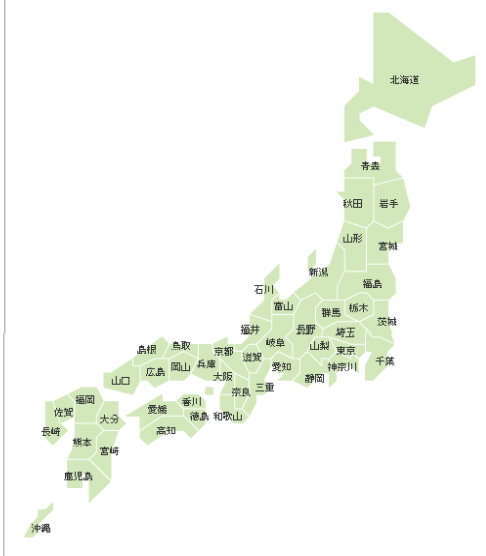 北海道
青森
秋田
岩手
山形
宮城
新潟
福島
石川
富山
群馬
栃木
茨城
福井
長野
埼玉
岐阜
山梨
東京
千葉
島根
鳥取
京都
滋賀
兵庫
愛知
神奈川
岡山
広島
静岡
大阪
山口
奈良
三重
福岡
香川
愛媛
佐賀
徳島
和歌山
大分
長崎
高知
熊本
宮崎
鹿児島
沖縄